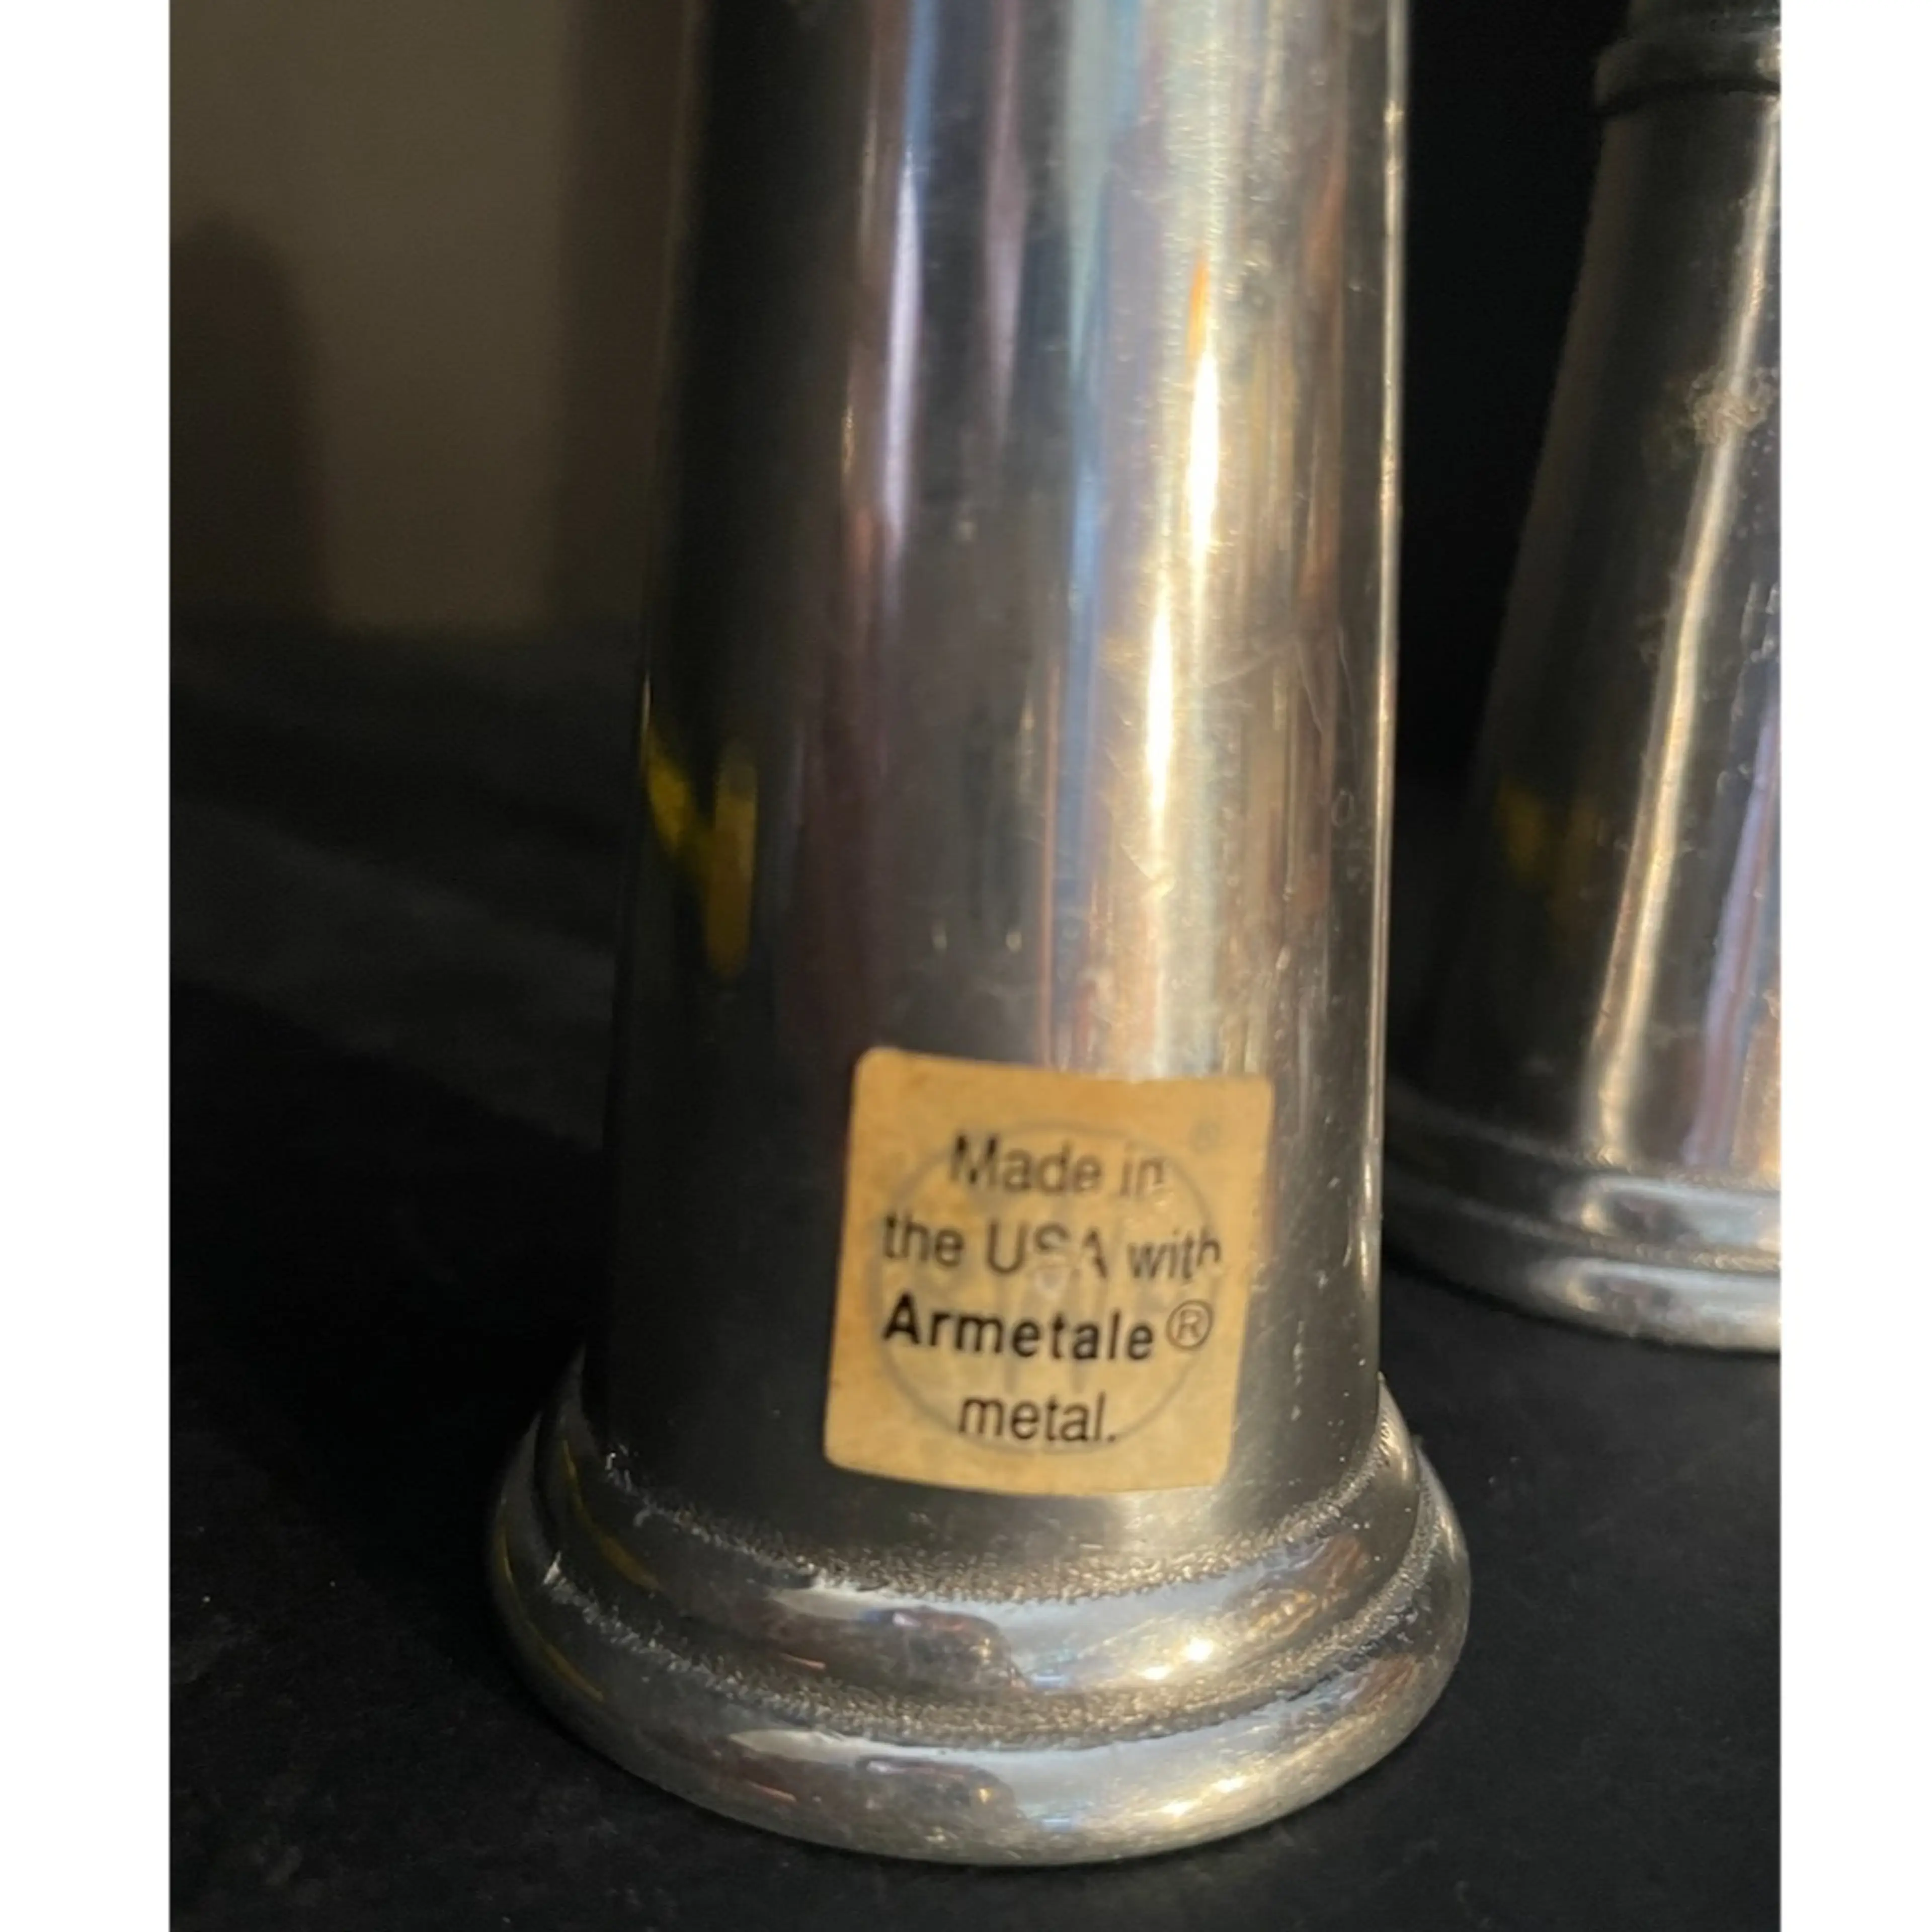 Made in
the USA with
Armetale®
metal.